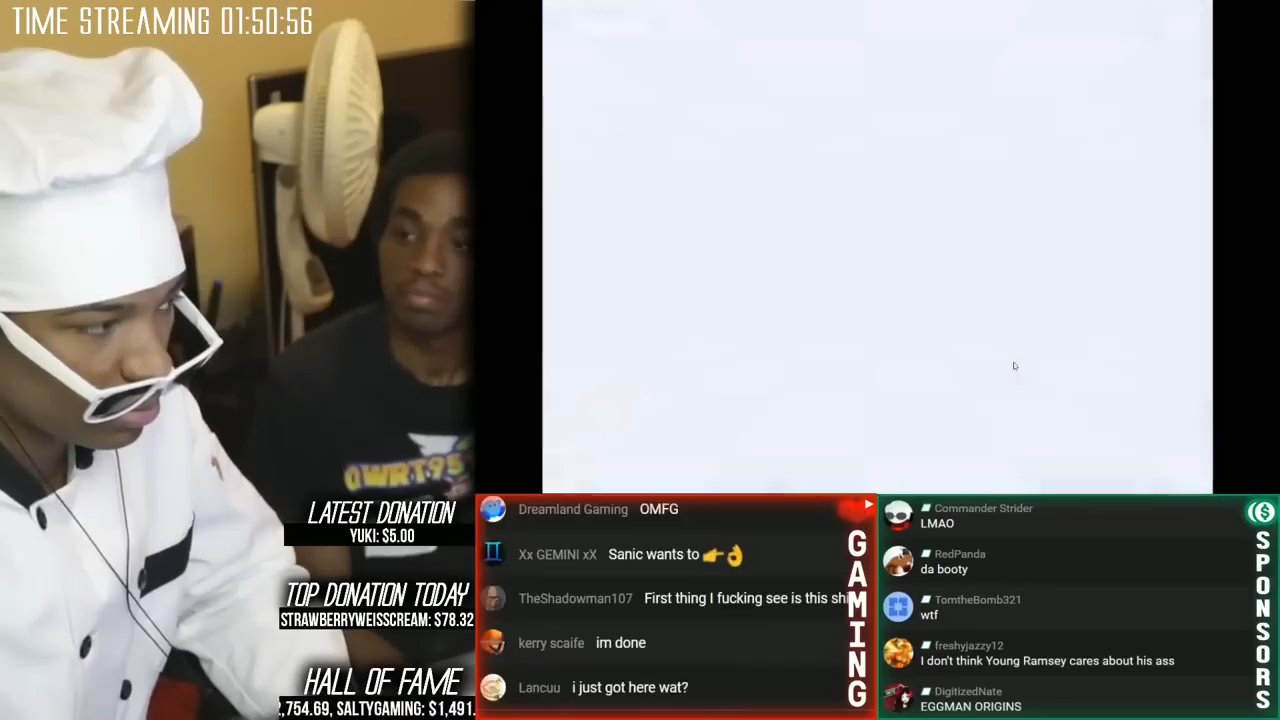 TIME STREAMING 01:50:56
QWRT95
LATEST DONATION
YUKI: $5.00
TOP DONATION TODAY
STRAWBERRYWEISSCREAM: $78.32
HALL OF FAME
,754.69, SALTYGAMING: $1,491.
Dreamland Gaming OMFG
Xx GEMINI xX Sanic wants to 👉👌
TheShadowman107 First thing I fucking see is this shi
kerry scaife im done
Lancuu i just got here wat?
GAMING
Commander Strider
LMAO
RedPanda
da booty
TomtheBomb321
wtf
freshyjazzy12
I don't think Young Ramsey cares about his ass
DigitizedNate
EGGMAN ORIGINS
SPONSORS